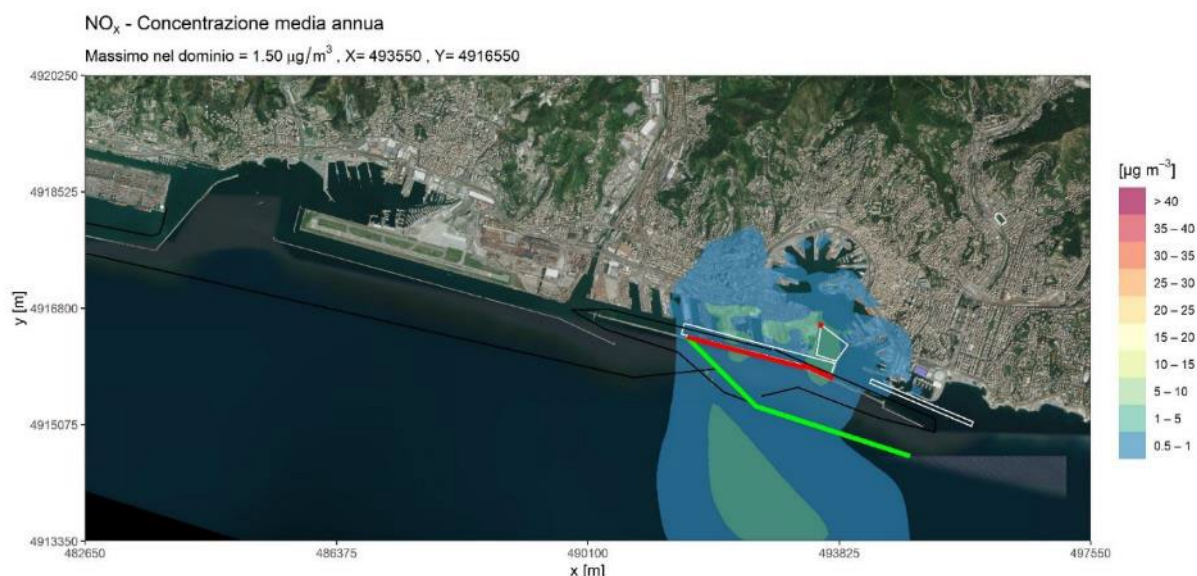 NOₓ - Concentrazione media annua
Massimo nel dominio = 1.50 μg/m³ , X= 493550 , Y= 4916550
4920250
4918525
4916800
4915075
4913350
y [m]
482650
486375
490100
493825
497550
x [m]
[μg m⁻³]
> 40
35 – 40
30 – 35
25 – 30
20 – 25
15 – 20
10 – 15
5 – 10
1 – 5
0.5 – 1